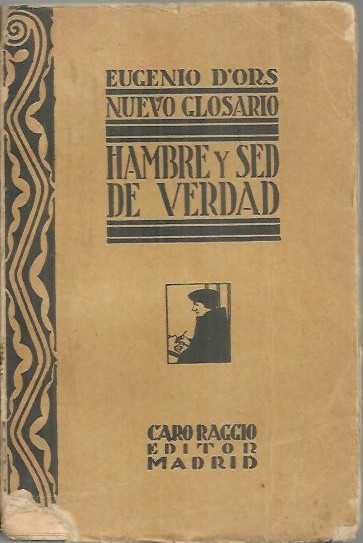 EUGENIO D'ORS
NUEVO GLOSARIO
HAMBRE Y SED
DE VERDAD
CARO RAGGIO
EDITOR
MADRID